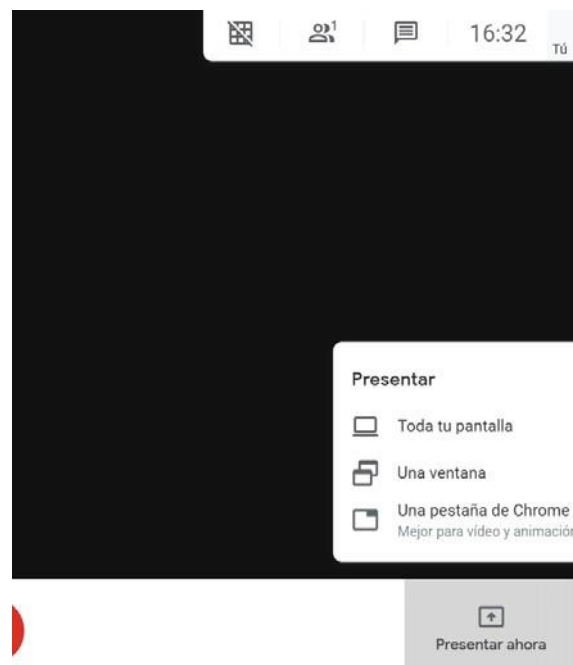 1
16:32
Tú
Presentar
Toda tu pantalla
Una ventana
Una pestaña de Chrome
Mejor para vídeo y animación
Presentar ahora